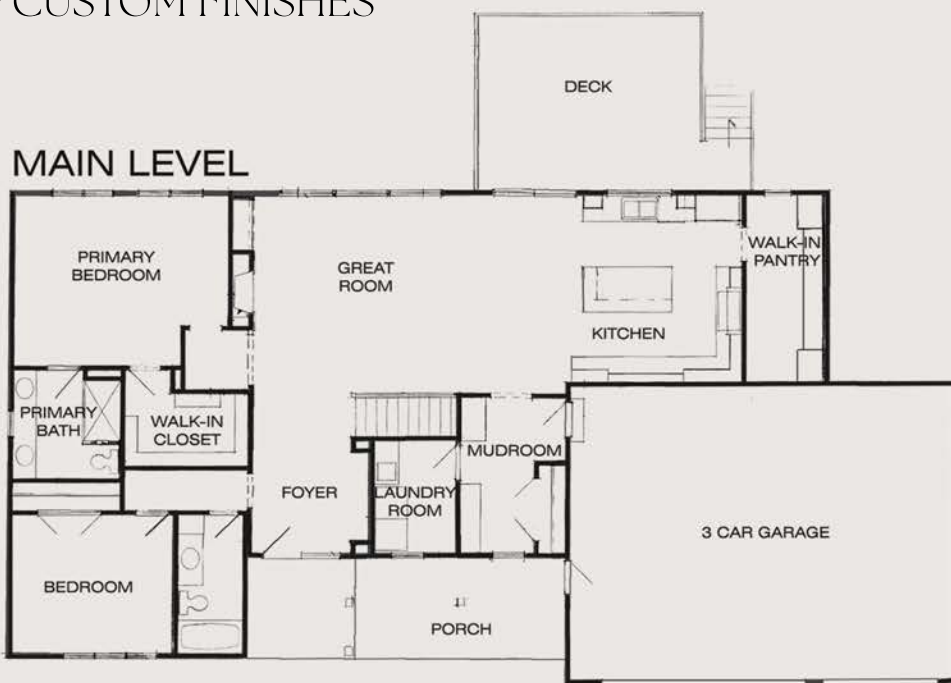 CUSTOM FINISHES
DECK
MAIN LEVEL
PRIMARY
BEDROOM
GREAT
ROOM
WALK-IN
PANTRY
KITCHEN
PRIMARY
BATH
WALK-IN
CLOSET
MUDROOM
FOYER
LAUNDRY
ROOM
3 CAR GARAGE
BEDROOM
PORCH